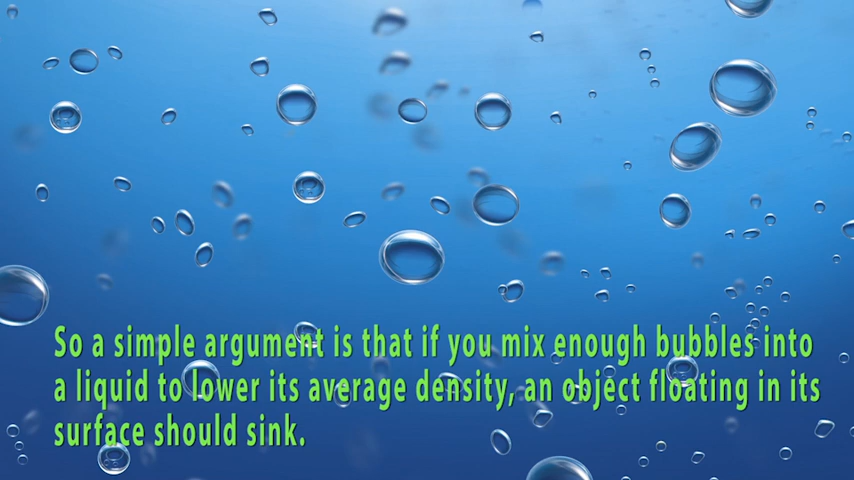 So a simple argument is that if you mix enough bubbles into
a liquid to lower its average density, an object floating in its
surface should sink.